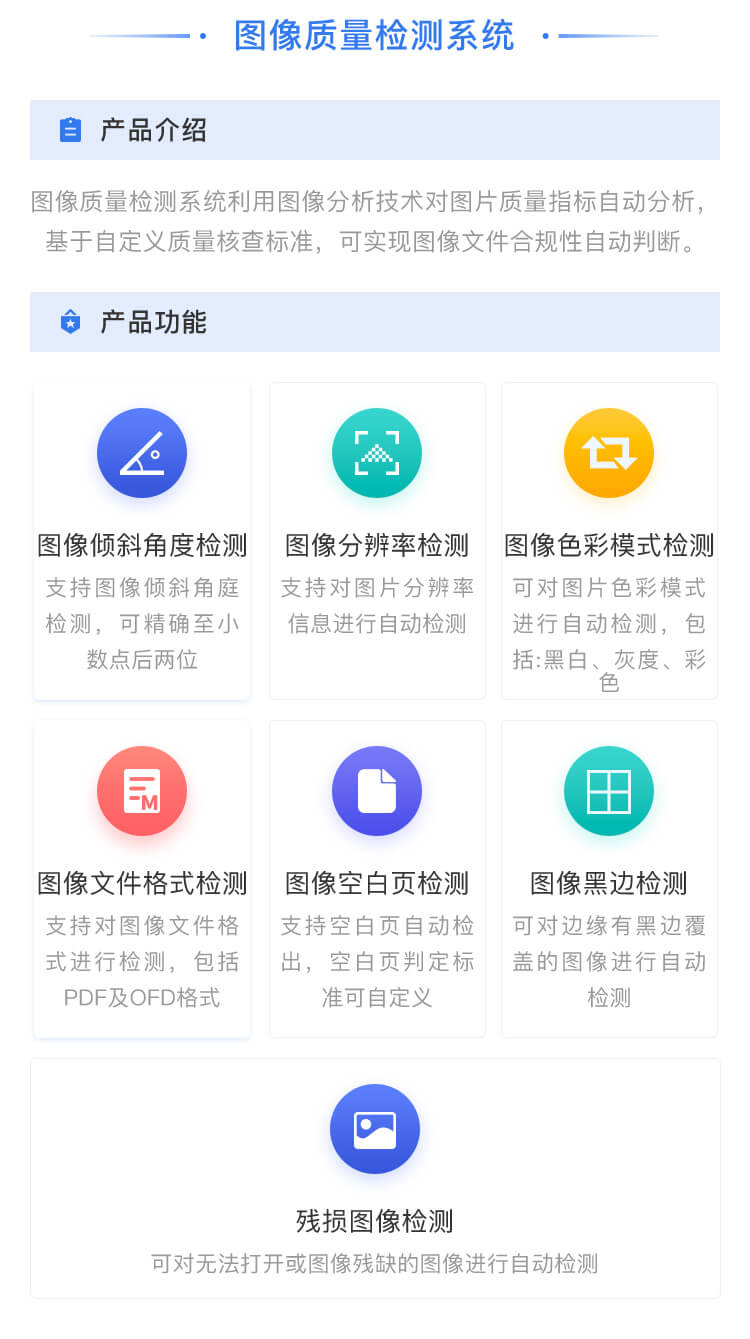 图像质量检测系统
产品介绍
图像质量检测系统利用图像分析技术对图片质量指标自动分析，
基于自定义质量核查标准，可实现图像文件合规性自动判断。
产品功能
图像倾斜角度检测
支持图像倾斜角庭
检测，可精确至小
数点后两位
图像分辨率检测
支持对图片分辨率
信息进行自动检测
图像色彩模式检测
可对图片色彩模式
进行自动检测，包
括:黑白、灰度、彩
色
M
图像文件格式检测
支持对图像文件格
式进行检测，包括
PDF及OFD格式
图像空白页检测
支持空白页自动检
出，空白页判定标
准可自定义
图像黑边检测
可对边缘有黑边覆
盖的图像进行自动
检测
残损图像检测
可对无法打开或图像残缺的图像进行自动检测